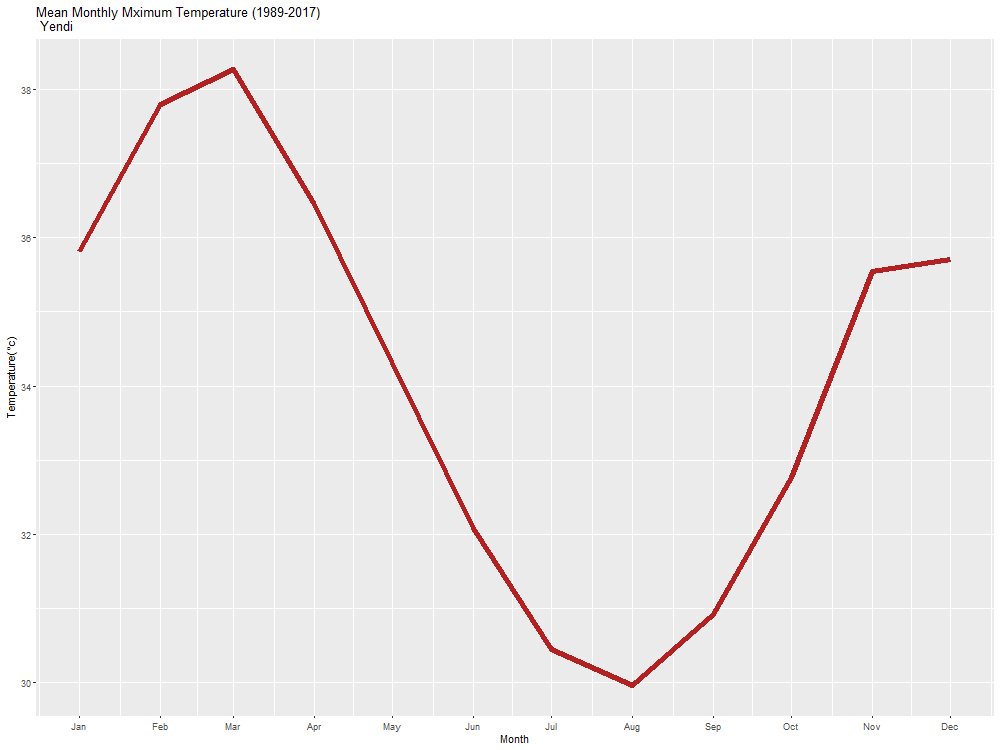 Mean Monthly Mximum Temperature (1989-2017)
Yendi
Temperature(°c)
38
36
34
32
30
Jan Feb Mar Apr May Jun Jul Aug Sep Oct Nov Dec
Month